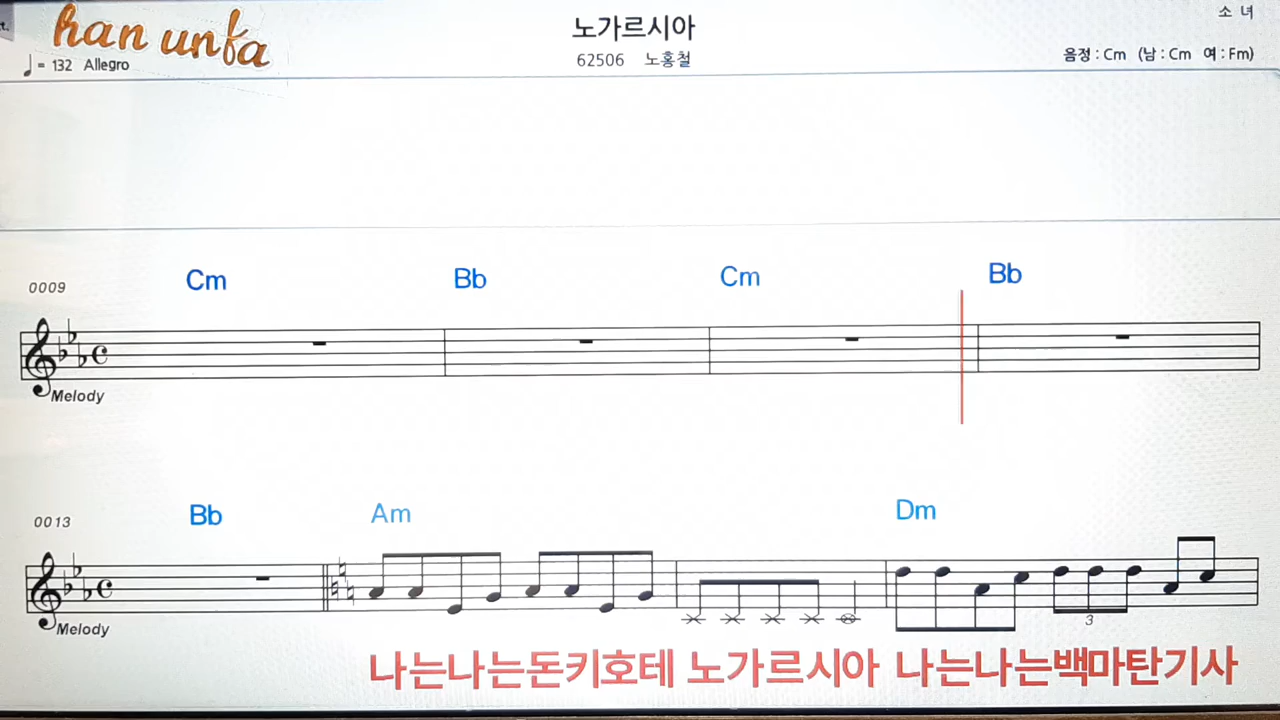 han unfa
노가르시아
소 녀
♩= 132 Allegro
62506 노홍철
음정 : Cm (남 : Cm 여 : Fm)
0009 Cm Bb Cm Bb
Melody
0013 Bb Am Dm
3
Melody
나는나는돈키호테 노가르시아 나는나는백마탄기사